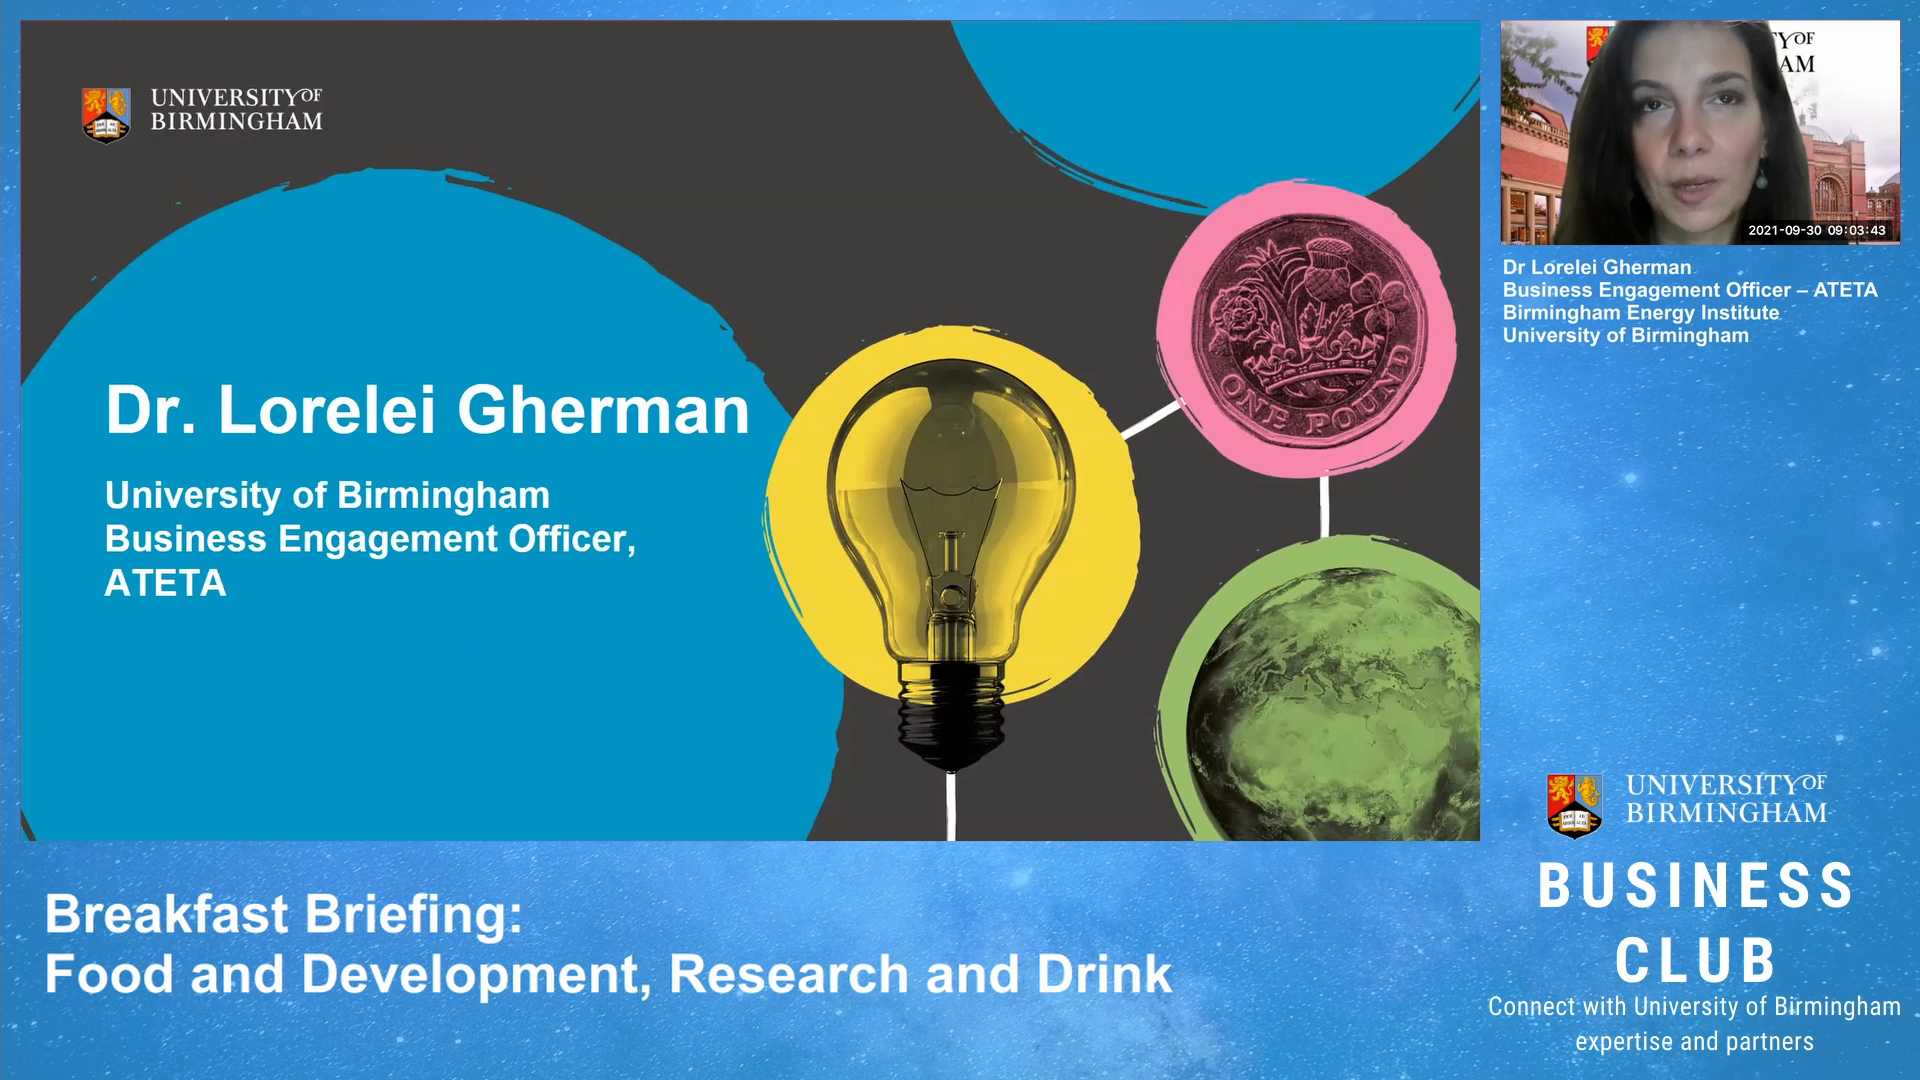 UNIVERSITY OF
BIRMINGHAM
Dr. Lorelei Gherman
University of Birmingham
Business Engagement Officer,
ATETA
ONE POUND
Y OF
AM
2021-09-30 09:03:43
Dr Lorelei Gherman
Business Engagement Officer – ATETA
Birmingham Energy Institute
University of Birmingham
Breakfast Briefing:
Food and Development, Research and Drink
UNIVERSITY OF
BIRMINGHAM
BUSINESS
CLUB
Connect with University of Birmingham
expertise and partners